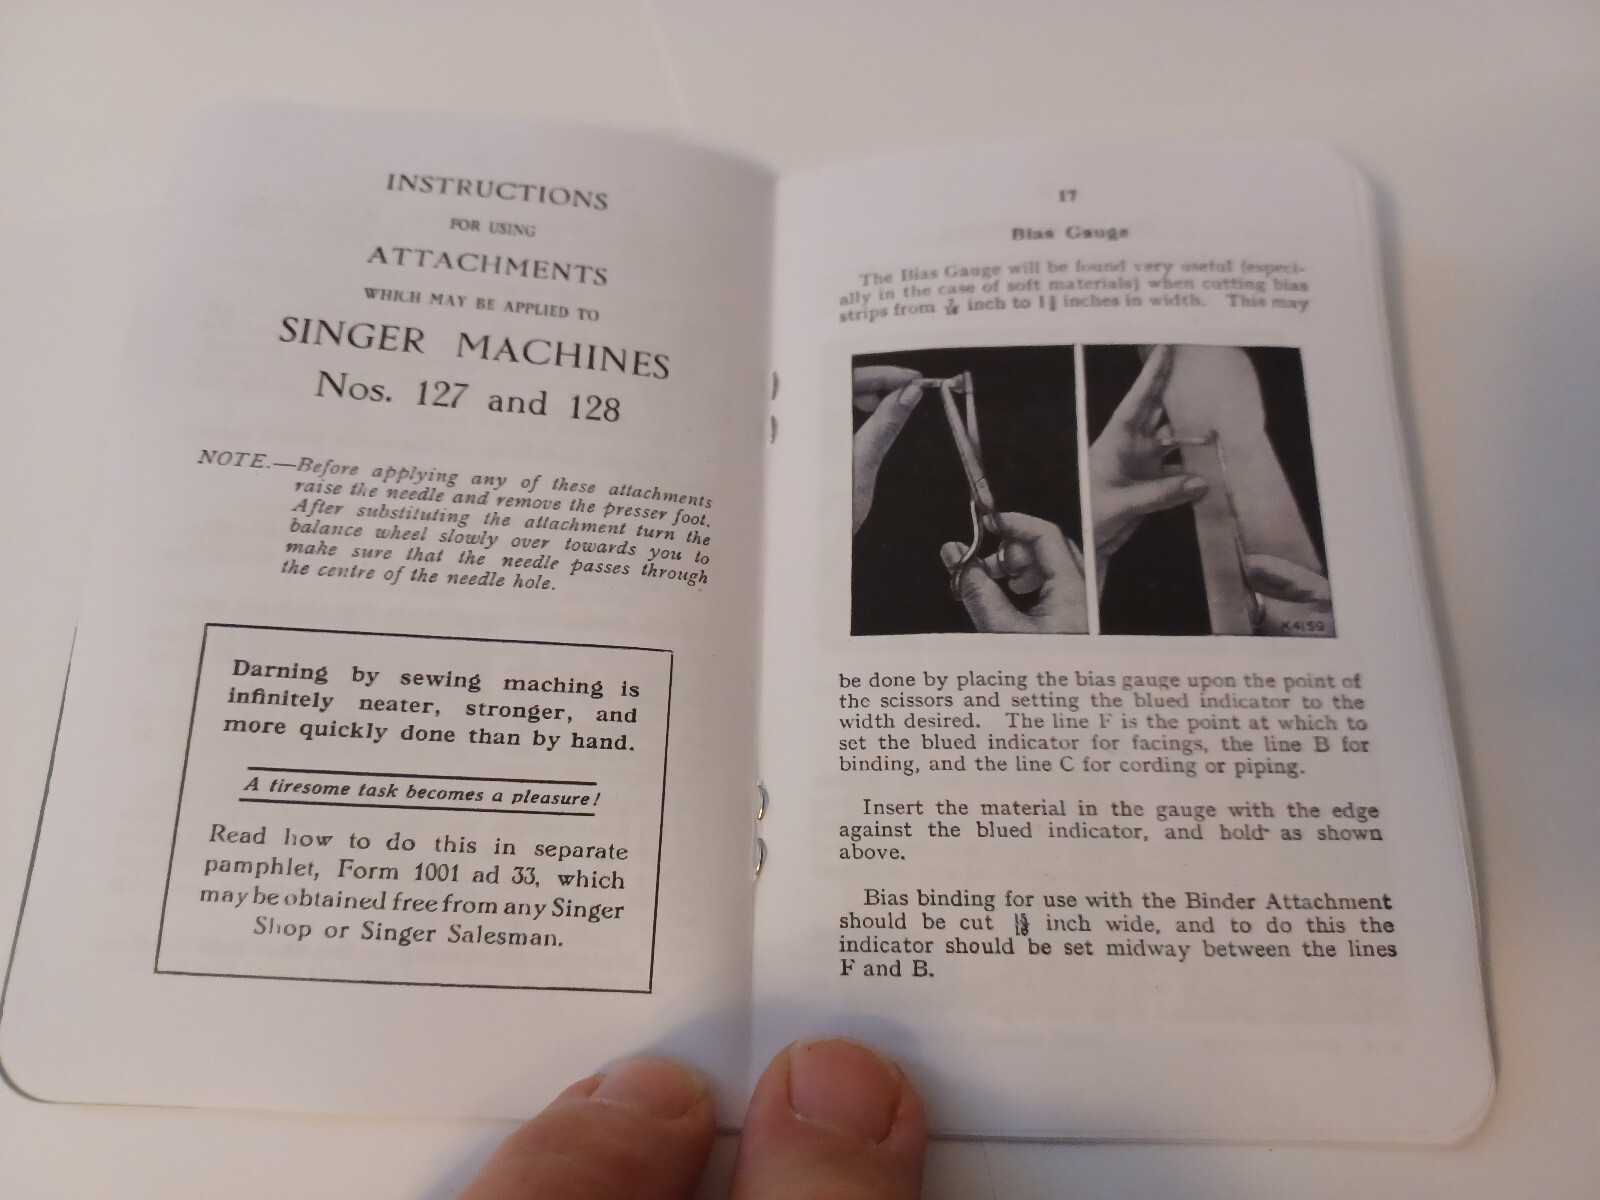 INSTRUCTIONS
FOR USING
ATTACHMENTS
WHICH MAY BE APPLIED TO
SINGER MACHINES
Nos. 127 and 128
NOTE.—Before applying any of these attachments
raise the needle and remove the presser foot.
After substituting the attachment turn the
balance wheel slowly over towards you to
make sure that the needle passes through
the centre of the needle hole.
Darning by sewing maching is
infinitely neater, stronger, and
more quickly done than by hand.
A tiresome task becomes a pleasure!
Read how to do this in separate
pamphlet, Form 1001 ad 33, which
may be obtained free from any Singer
Shop or Singer Salesman.
17
Bias Gauge
The Bias Gauge will be found very useful (especi-
ally in the case of soft materials) when cutting bias
strips from inch to inches in width. This may
K4159
be done by placing the bias gauge upon the point of
the scissors and setting the blued indicator to the
width desired. The line F is the point at which to
set the blued indicator for facings, the line B for
binding, and the line C for cording or piping.
Insert the material in the gauge with the edge
against the blued indicator, and hold as shown
above.
Bias binding for use with the Binder Attachment
should be cut inch wide, and to do this the
indicator should be set midway between the lines
F and B.